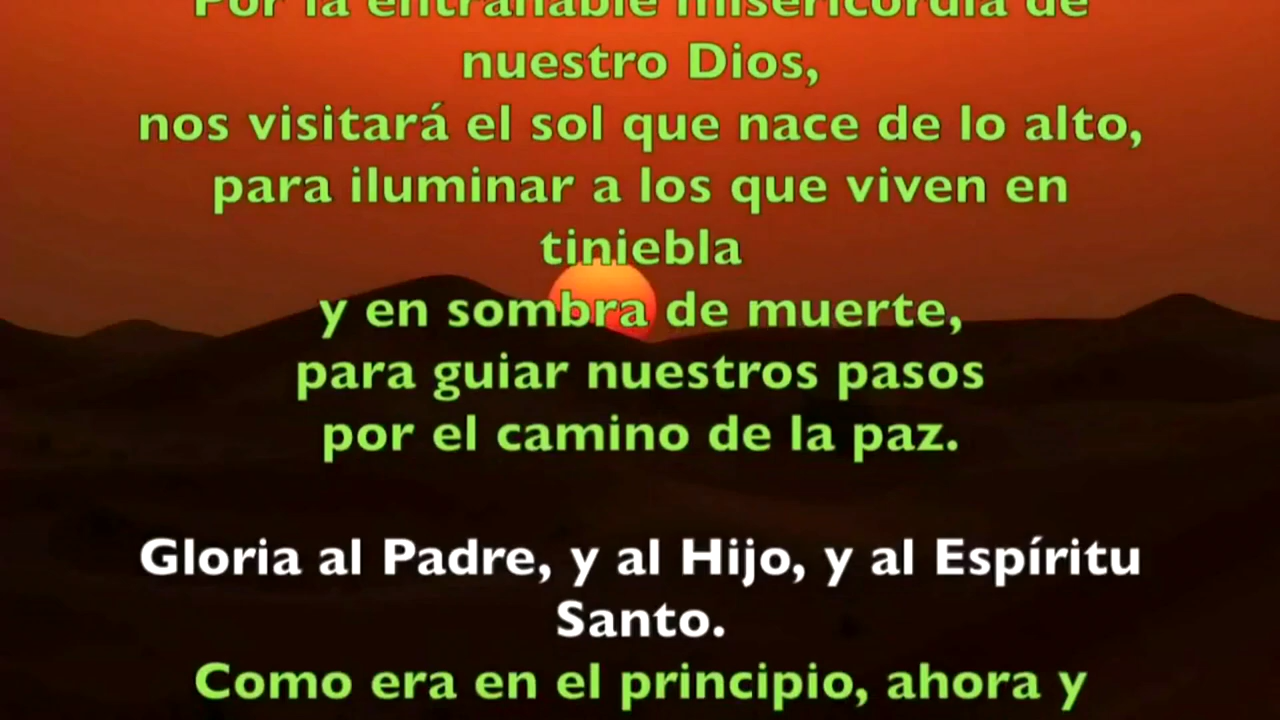 Por la entrañable misericordia de
nuestro Dios,
nos visitará el sol que nace de lo alto,
para iluminar a los que viven en
tiniebla
y en sombra de muerte,
para guiar nuestros pasos
por el camino de la paz.
Gloria al Padre, y al Hijo, y al Espíritu
Santo.
Como era en el principio, ahora y